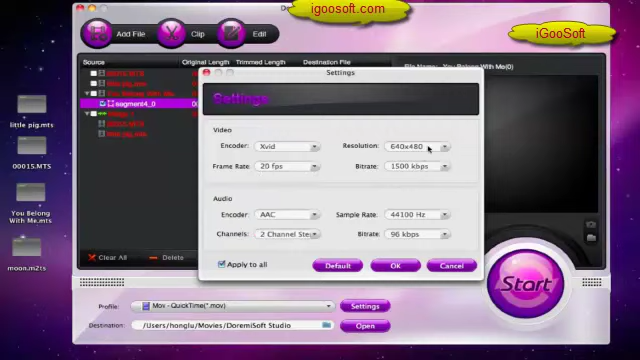 igoosoft.com
iGooSoft
Add File
Clip
Edit
Source
Original Length
Trimmed Length
Destination File
You Belong With Me(0)
segment4_0
Settings
Settings
Video
Encoder: Xvid
Resolution: 640x480
Frame Rate: 20 fps
Bitrate: 1500 kbps
Audio
Encoder: AAC
Sample Rate: 44100 Hz
Channels: 2 Channel Ste
Bitrate: 96 kbps
Apply to all
Default
OK
Cancel
Clear All
Delete
Start
Profile: Mov - QuickTime(*.mov)
Settings
Destination: /Users/honglu/Movies/DoremiSoft Studio
Open
little pig.mts
00015.MTS
You Belong
With Me.mts
moon.m2ts